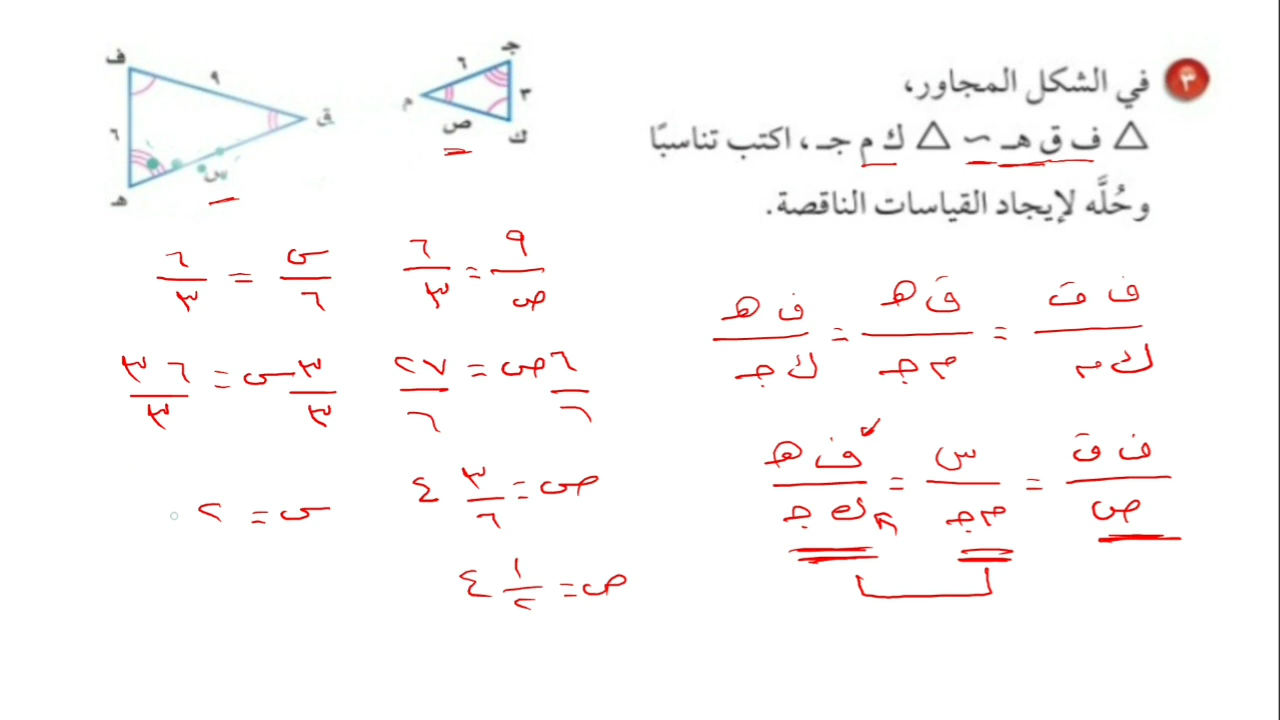 ٣ في الشكل المجاور،
△ ف ق هـ ~ △ ك م جـ، اكتب تناسبًا
وحُلَّه لإيجاد القياسات الناقصة.
ف
٩
ق
٦
س
هـ
جـ
٦
٣
م
ص
ك
ف ق / ك م = ق هـ / م جـ = ف هـ / ك جـ
ف ق / ص = س / م جـ = ف هـ / ك جـ
٩ / ص = ٦ / ٣
٦ ص / ٦ = ٢٧ / ٦
ص = ٤ ٣/٦
ص = ٤ ١/٢
س / ٦ = ٦ / ٣
٣ س / ٣ = ٣٦ / ٣
س = ٢